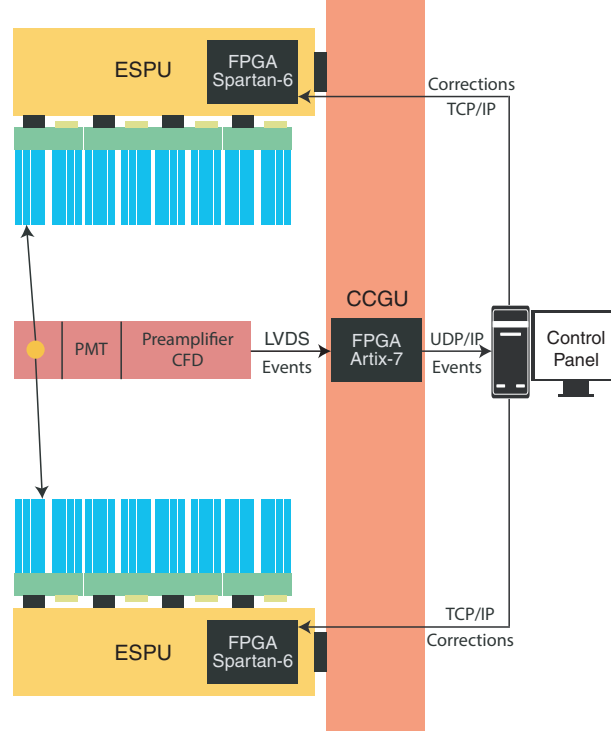 ESPU
FPGA
Spartan-6
Corrections
TCP/IP
CCGU
PMT
Preamplifier
CFD
LVDS
Events
FPGA
Artix-7
UDP/IP
Events
Control
Panel
TCP/IP
Corrections
ESPU
FPGA
Spartan-6